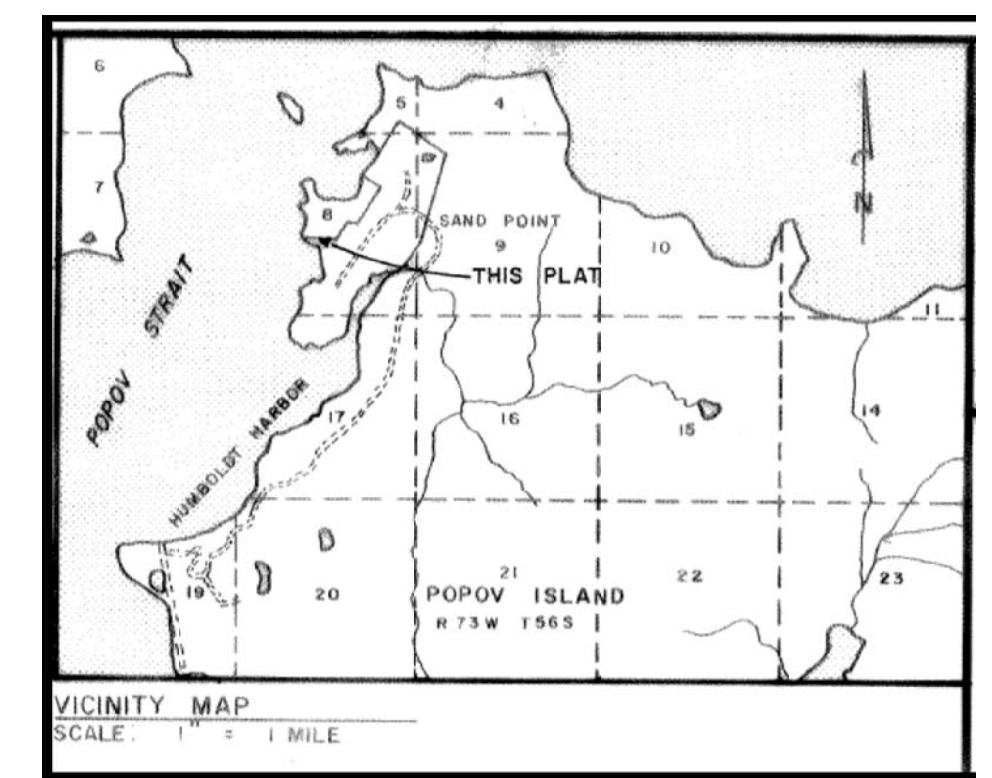 6
5
4
7
8
SAND POINT
9
10
THIS PLAT
11
POPOV STRAIT
HUMBOLDT HARBOR
17
16
15
14
19
20
21
22
23
POPOV ISLAND
R 73 W T 56 S
N
VICINITY MAP
SCALE: 1" = 1 MILE